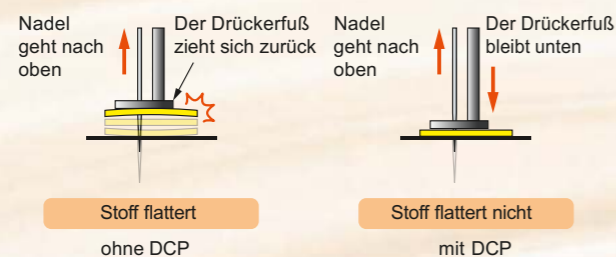 Nadel
geht nach
oben
Der Drückerfuß
zieht sich zurück
Stoff flattert
ohne DCP
Nadel
geht nach
oben
Der Drückerfuß
bleibt unten
Stoff flattert nicht
mit DCP